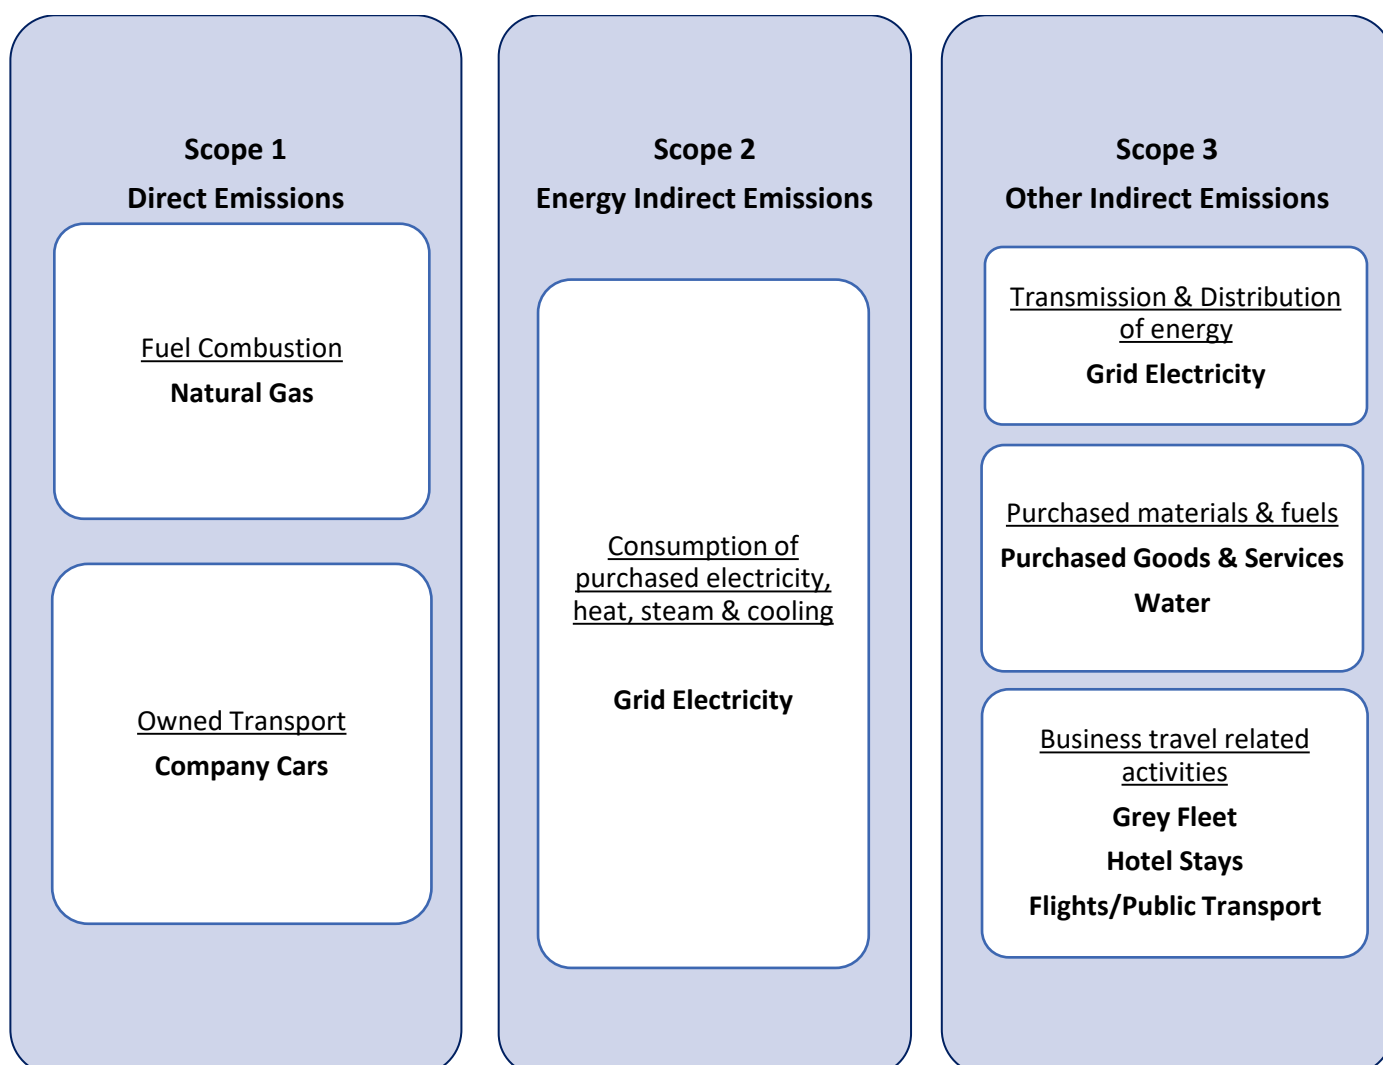 Scope 1
Direct Emissions
Fuel Combustion
Natural Gas
Owned Transport
Company Cars
Scope 2
Energy Indirect Emissions
Consumption of
purchased electricity,
heat, steam & cooling
Grid Electricity
Scope 3
Other Indirect Emissions
Transmission & Distribution
of energy
Grid Electricity
Purchased materials & fuels
Purchased Goods & Services
Water
Business travel related
activities
Grey Fleet
Hotel Stays
Flights/Public Transport